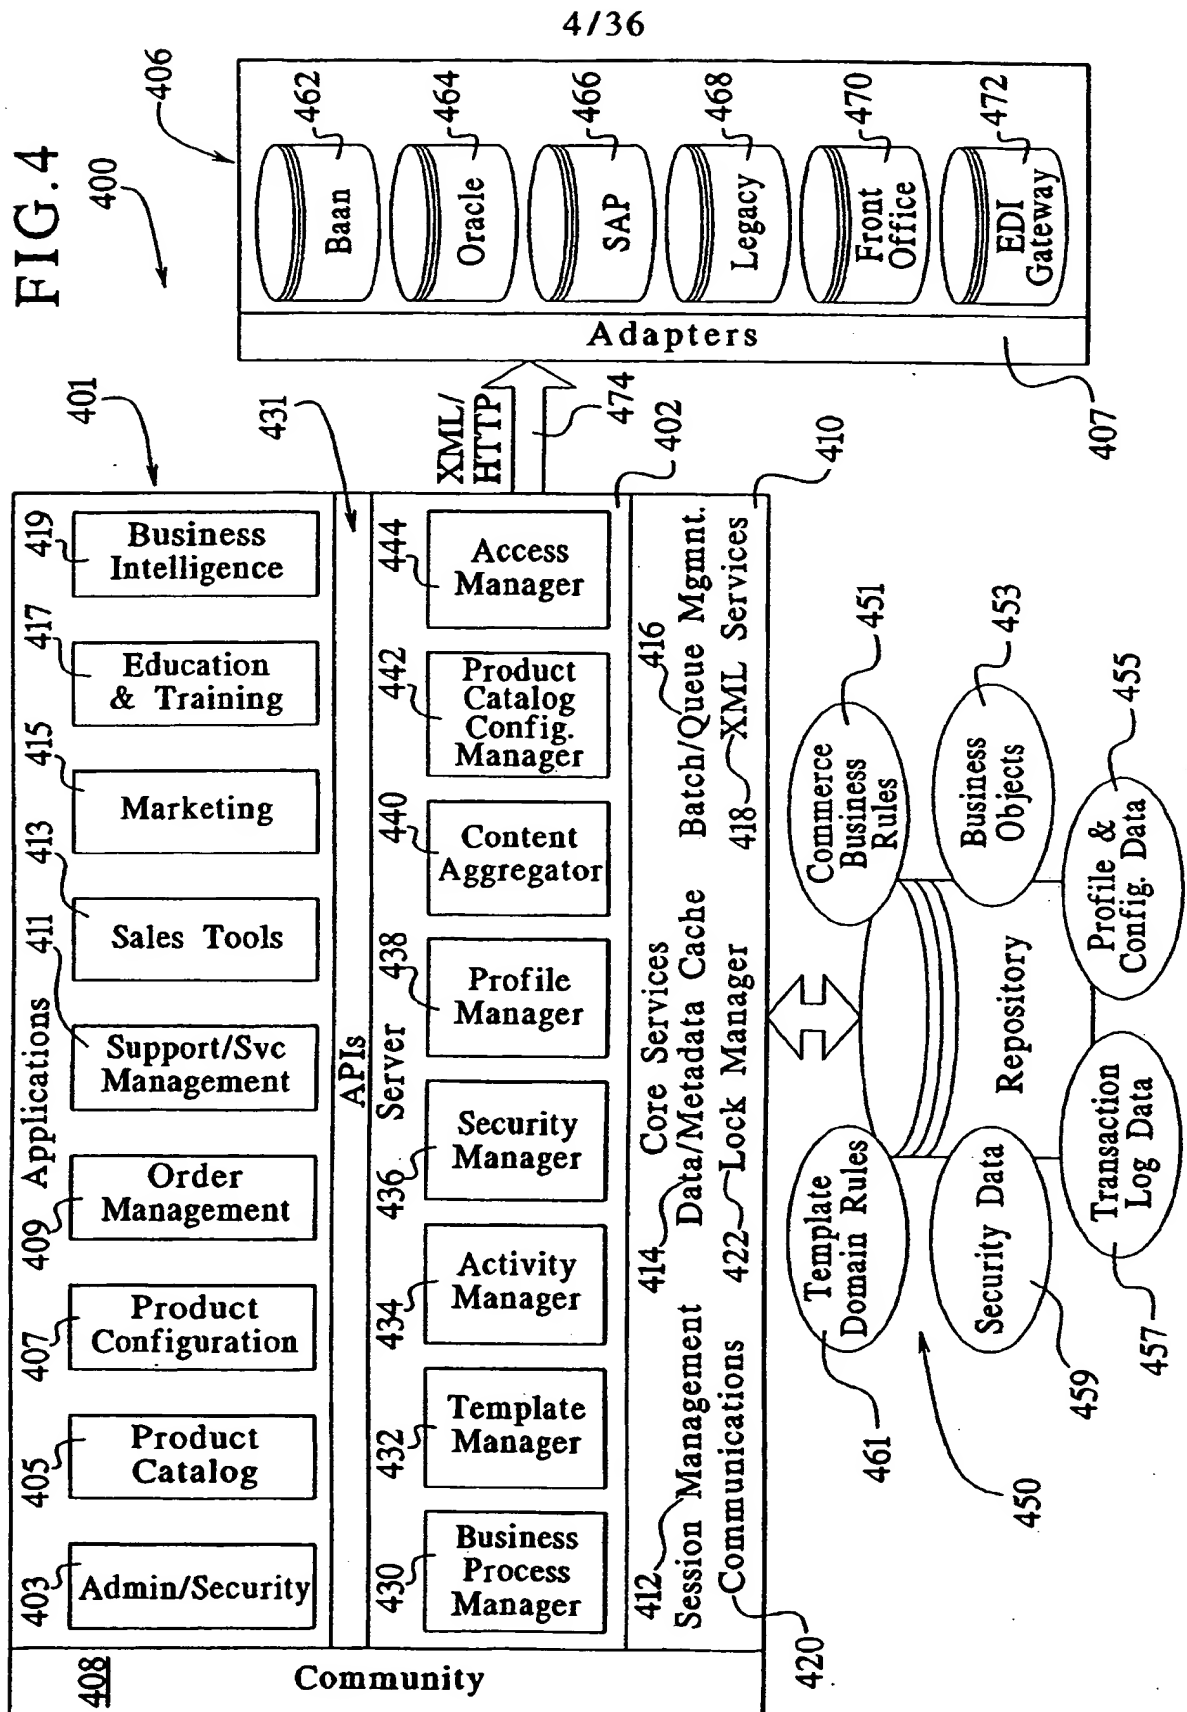 4/36
FIG.4
400
401
406
408
Community
Applications
403
Admin/Security
405
Product
Catalog
407
Product
Configuration
409
Order
Management
411
Support/Svc
Management
413
Sales Tools
415
Marketing
417
Education
& Training
419
Business
Intelligence
APIs
431
Server
430
Business
Process
Manager
432
Template
Manager
434
Activity
Manager
436
Security
Manager
438
Profile
Manager
440
Content
Aggregator
442
Product
Catalog
Config.
Manager
444
Access
Manager
402
XML/
HTTP
474
Core Services
412
Session Management
414
Data/Metadata Cache
416
Batch/Queue Mgmnt.
420
Communications
422
Lock Manager
418
XML Services
410
Adapters
407
462
Baan
464
Oracle
466
SAP
468
Legacy
470
Front
Office
472
EDI
Gateway
450
Repository
461
Template
Domain Rules
459
Security Data
457
Transaction
Log Data
451
Commerce
Business
Rules
453
Business
Objects
455
Profile &
Config. Data